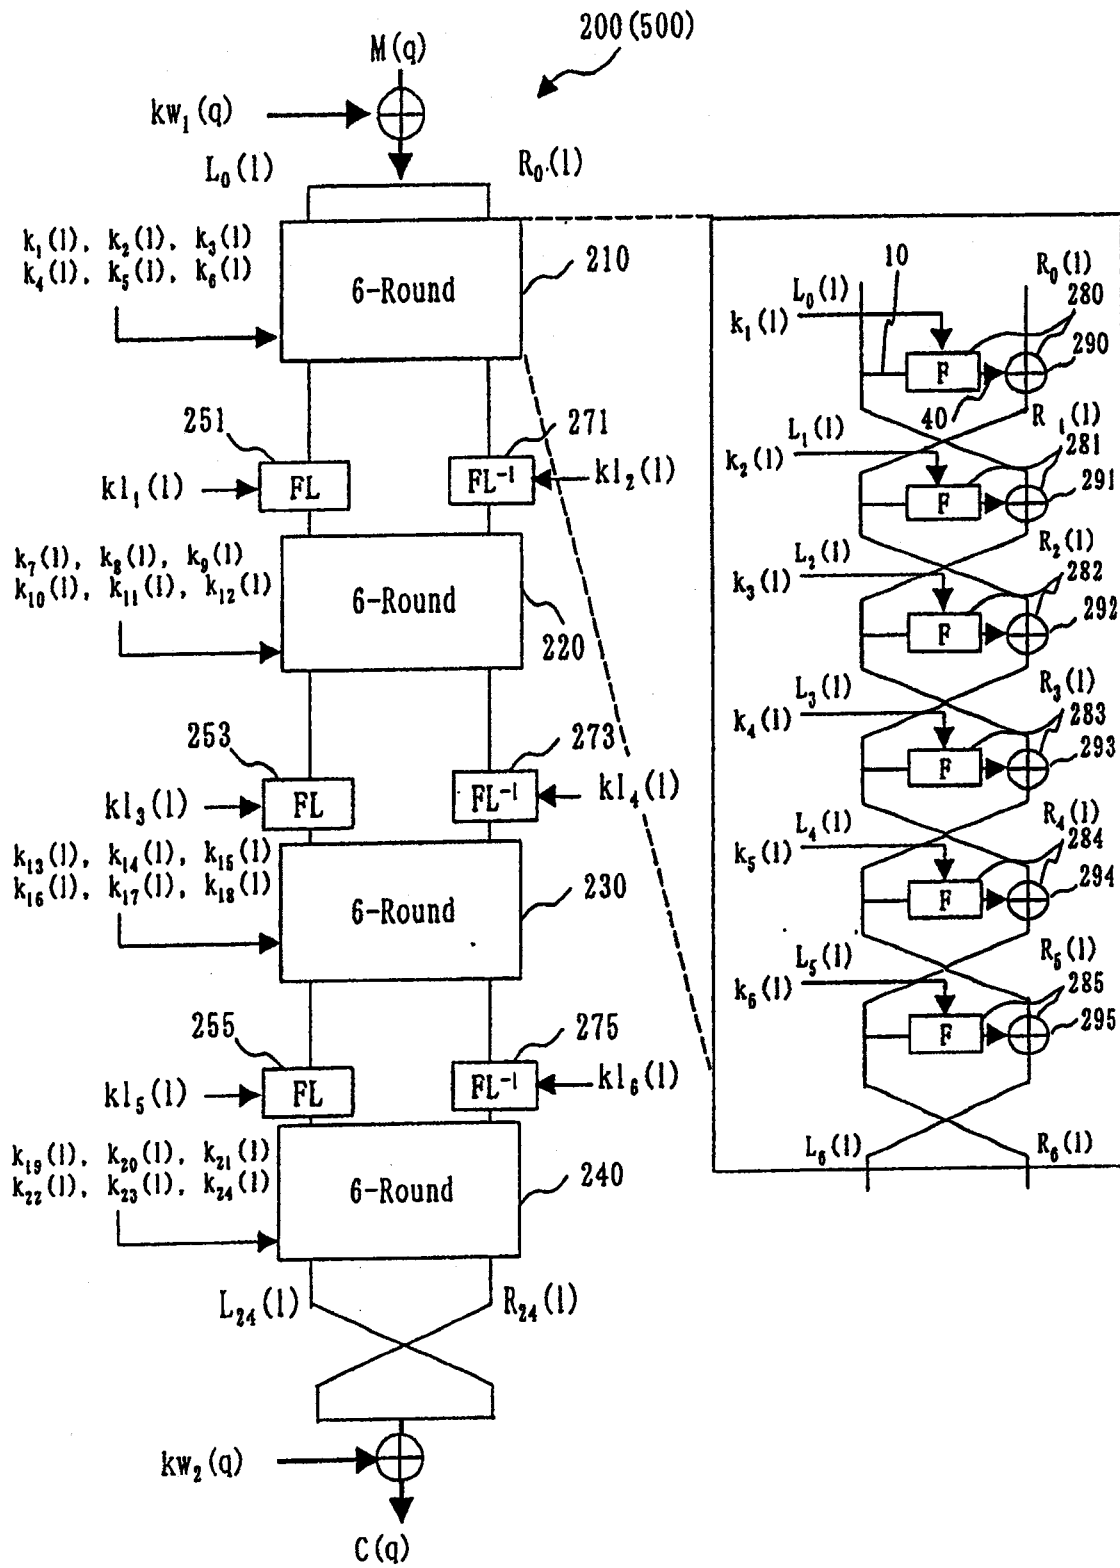 200(500)
M(q)
kw₁(q)
L₀(l)
R₀(l)
k₁(l), k₂(l), k₃(l)
k₄(l), k₅(l), k₆(l)
6-Round
210
251
271
kl₁(l)
FL
FL⁻¹
kl₂(l)
k₇(l), k₈(l), k₉(l)
k₁₀(l), k₁₁(l), k₁₂(l)
6-Round
220
253
273
kl₃(l)
FL
FL⁻¹
kl₄(l)
k₁₃(l), k₁₄(l), k₁₅(l)
k₁₆(l), k₁₇(l), k₁₈(l)
6-Round
230
255
275
kl₅(l)
FL
FL⁻¹
kl₆(l)
k₁₉(l), k₂₀(l), k₂₁(l)
k₂₂(l), k₂₃(l), k₂₄(l)
6-Round
240
L₂₄(l)
R₂₄(l)
kw₂(q)
C(q)
10
R₀(l)
L₀(l)
280
k₁(l)
F
290
40
R₁(l)
L₁(l)
281
k₂(l)
F
291
R₂(l)
L₂(l)
282
k₃(l)
F
292
R₃(l)
L₃(l)
283
k₄(l)
F
293
R₄(l)
L₄(l)
284
k₅(l)
F
294
R₅(l)
L₅(l)
285
k₆(l)
F
295
L₆(l)
R₆(l)